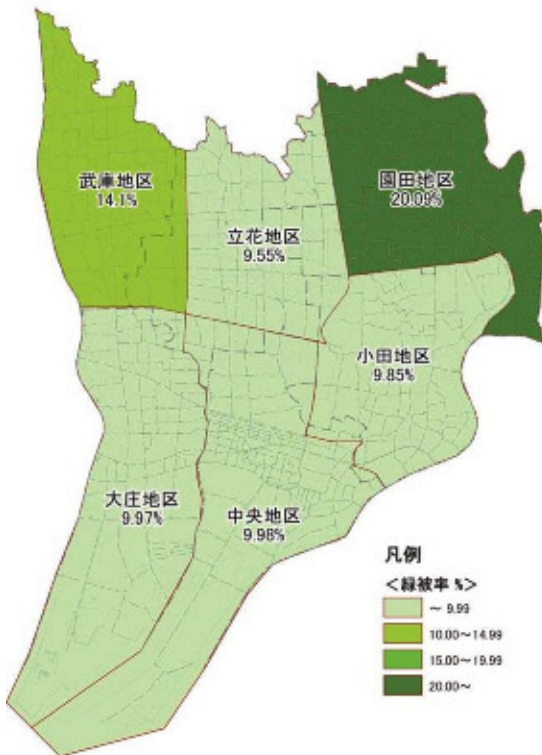 武庫地区
14.1%
園田地区
20.09%
立花地区
9.55%
小田地区
9.85%
大庄地区
9.97%
中央地区
9.98%
凡例
<緑被率 %>
～ 9.99
10.00～14.99
15.00～19.99
20.00～